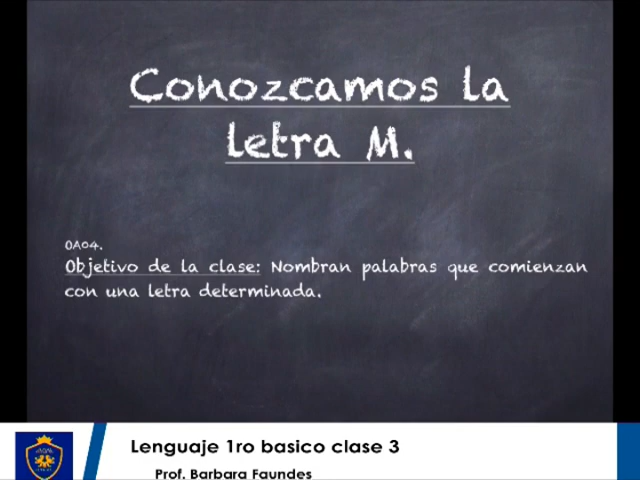 Conozcamos la
letra M.
OA04.
Objetivo de la clase: Nombran palabras que comienzan
con una letra determinada.
Lenguaje 1ro basico clase 3
Prof. Barbara Faundes